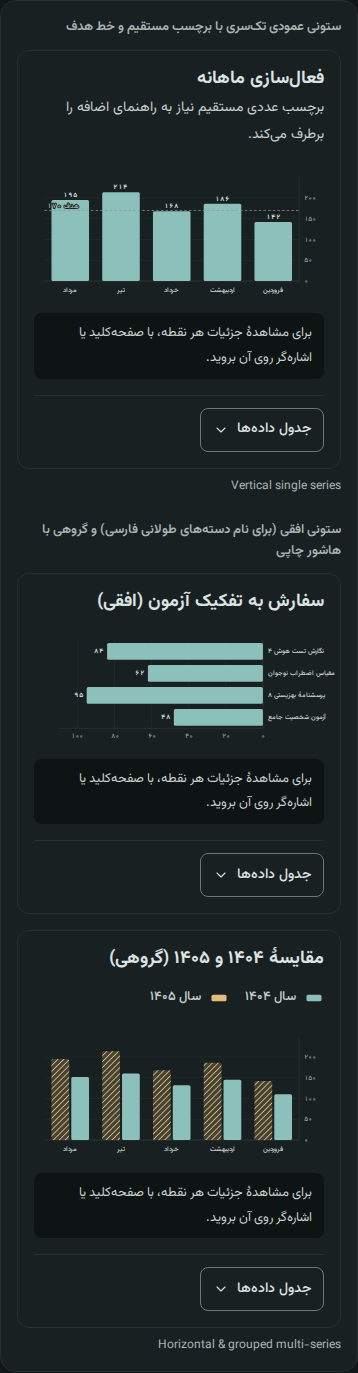 ستونی عمودی تک‌سری با برچسب مستقیم و خط هدف
فعال‌سازی ماهانه
برچسب عددی مستقیم نیاز به راهنمای اضافه را
برطرف می‌کند.
۲۰۰
۱۵۰
۱۰۰
۵۰
۰
۱۴۲
۱۸۶
۱۶۸
۲۱۴
۱۹۵
هدف ۱۷۰
فروردین
اردیبهشت
خرداد
تیر
مرداد
برای مشاهدهٔ جزئیات هر نقطه، با صفحه‌کلید یا
اشاره‌گر روی آن بروید.
جدول داده‌ها
Vertical single series
ستونی افقی (برای نام دسته‌های طولانی فارسی) و گروهی با
هاشور چاپی
سفارش به تفکیک آزمون (افقی)
نگارش تست هوش ۴
۸۴
مقیاس اضطراب نوجوان
۶۲
پرسشنامهٔ بهزیستی ۸
۹۵
آزمون شخصیت جامع
۴۸
۰
۲۰
۴۰
۶۰
۸۰
۱۰۰
برای مشاهدهٔ جزئیات هر نقطه، با صفحه‌کلید یا
اشاره‌گر روی آن بروید.
جدول داده‌ها
مقایسهٔ ۱۴۰۴ و ۱۴۰۵ (گروهی)
سال ۱۴۰۴
سال ۱۴۰۵
۲۰۰
۱۵۰
۱۰۰
۵۰
۰
فروردین
اردیبهشت
خرداد
تیر
مرداد
برای مشاهدهٔ جزئیات هر نقطه، با صفحه‌کلید یا
اشاره‌گر روی آن بروید.
جدول داده‌ها
Horizontal & grouped multi-series